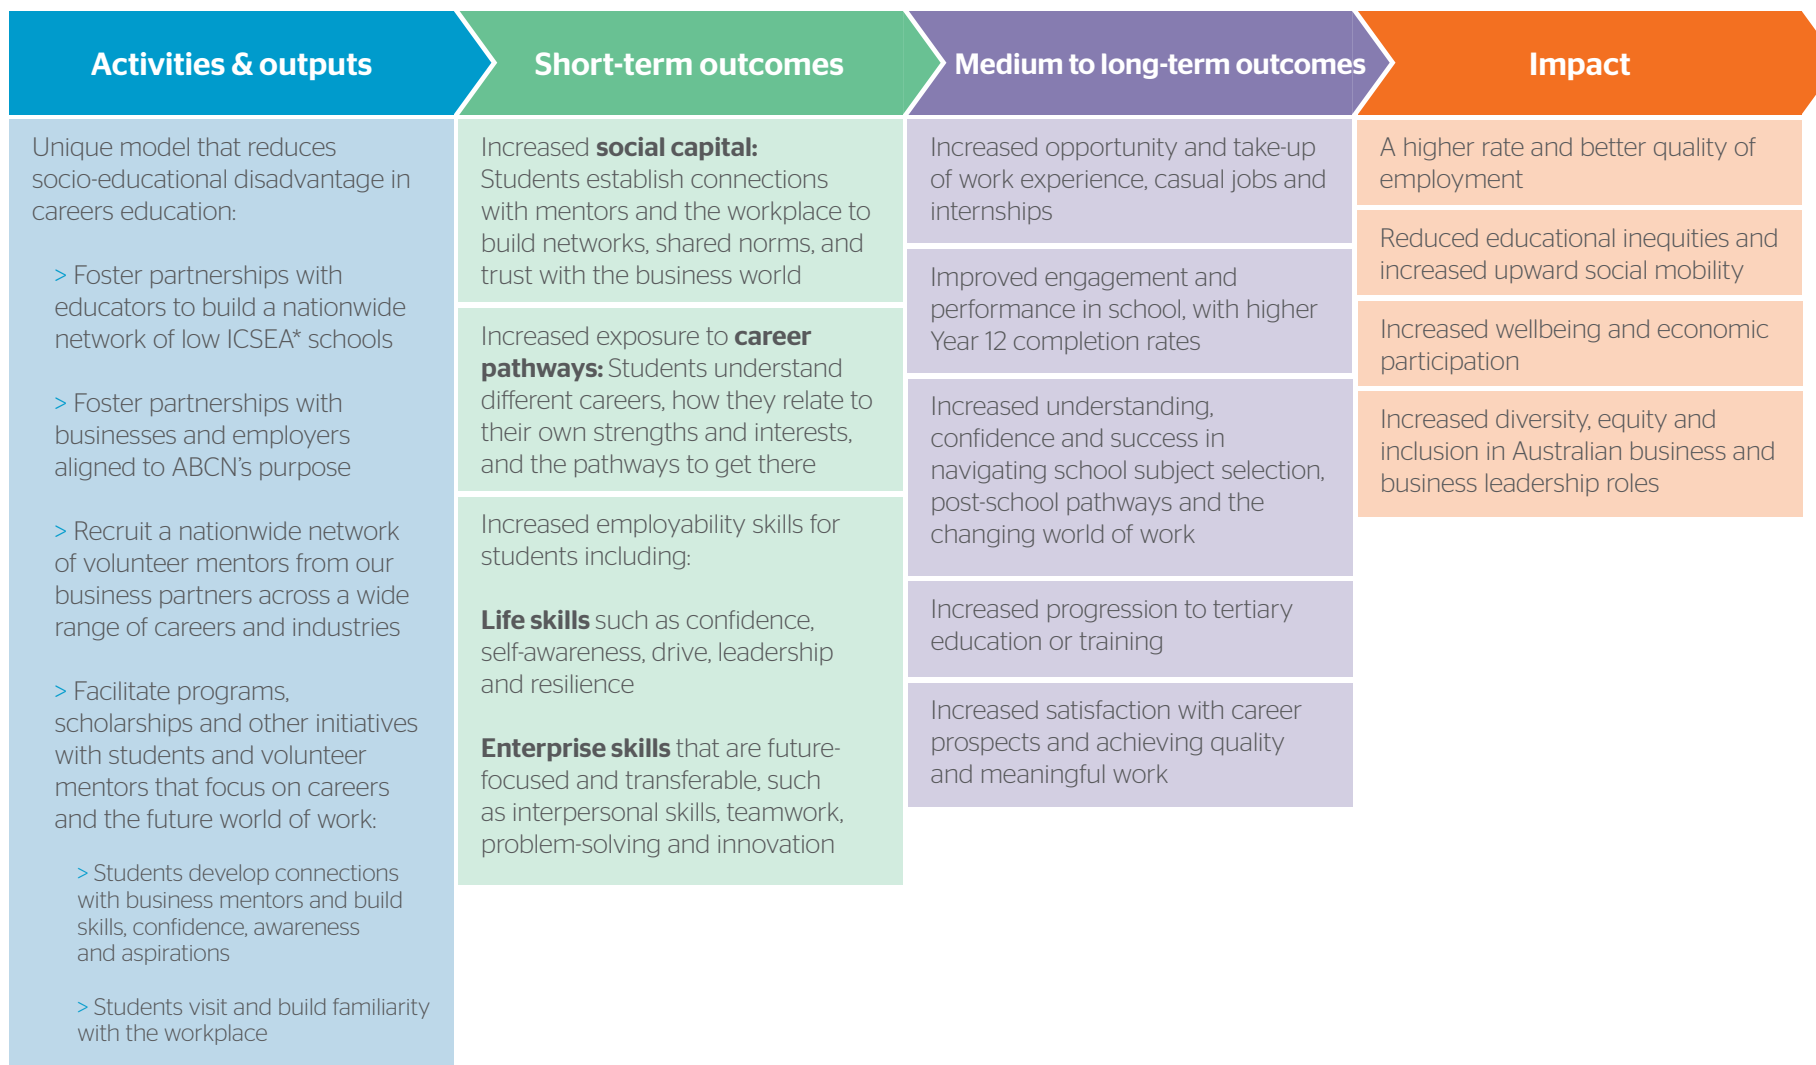 Activities & outputs
Short-term outcomes
Medium to long-term outcomes
Impact
Unique model that reduces
socio-educational disadvantage in
careers education:
> Foster partnerships with
educators to build a nationwide
network of low ICSEA* schools
> Foster partnerships with
businesses and employers
aligned to ABCN's purpose
> Recruit a nationwide network
of volunteer mentors from our
business partners across a wide
range of careers and industries
> Facilitate programs,
scholarships and other initiatives
with students and volunteer
mentors that focus on careers
and the future world of work:
> Students develop connections
with business mentors and build
skills, confidence, awareness
and aspirations
> Students visit and build familiarity
with the workplace
Increased social capital:
Students establish connections
with mentors and the workplace to
build networks, shared norms, and
trust with the business world
Increased exposure to career
pathways: Students understand
different careers, how they relate to
their own strengths and interests,
and the pathways to get there
Increased employability skills for
students including:
Life skills such as confidence,
self-awareness, drive, leadership
and resilience
Enterprise skills that are future-
focused and transferable, such
as interpersonal skills, teamwork,
problem-solving and innovation
Increased opportunity and take-up
of work experience, casual jobs and
internships
Improved engagement and
performance in school, with higher
Year 12 completion rates
Increased understanding,
confidence and success in
navigating school subject selection,
post-school pathways and the
changing world of work
Increased progression to tertiary
education or training
Increased satisfaction with career
prospects and achieving quality
and meaningful work
A higher rate and better quality of
employment
Reduced educational inequities and
increased upward social mobility
Increased wellbeing and economic
participation
Increased diversity, equity and
inclusion in Australian business and
business leadership roles